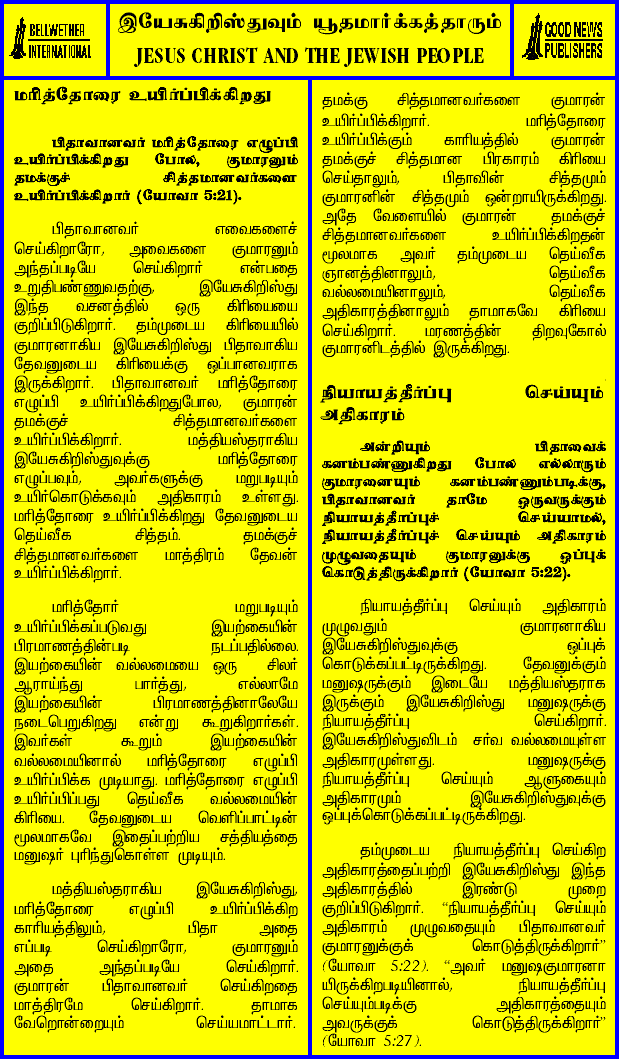 BELLWETHER
INTERNATIONAL
இயேசுகிறிஸ்துவும் யூதமார்க்கத்தாரும்
JESUS CHRIST AND THE JEWISH PEOPLE
GOOD NEWS
PUBLISHERS
மரித்தோரை உயிர்ப்பிக்கிறது
பிதாவானவர் மரித்தோரை எழுப்பி
உயிர்ப்பிக்கிறது போல, குமாரனும்
தமக்குச் சித்தமானவர்களை
உயிர்ப்பிக்கிறார் (யோவா 5:21).
பிதாவானவர் எவைகளைச்
செய்கிறாரோ, அவைகளை குமாரனும்
அந்தப்படியே செய்கிறார் என்பதை
உறுதிபண்ணுவதற்கு, இயேசுகிறிஸ்து
இந்த வசனத்தில் ஒரு கிரியையை
குறிப்பிடுகிறார். தம்முடைய கிரியையில்
குமாரனாகிய இயேசுகிறிஸ்து பிதாவாகிய
தேவனுடைய கிரியைக்கு ஒப்பானவராக
இருக்கிறார். பிதாவானவர் மரித்தோரை
எழுப்பி உயிர்ப்பிக்கிறதுபோல, குமாரன்
தமக்குச் சித்தமானவர்களை
உயிர்ப்பிக்கிறார். மத்தியஸ்தராகிய
இயேசுகிறிஸ்துவுக்கு மரித்தோரை
எழுப்பவும், அவர்களுக்கு மறுபடியும்
உயிர்கொடுக்கவும் அதிகாரம் உள்ளது.
மரித்தோரை உயிர்ப்பிக்கிறது தேவனுடைய
தெய்வீக சித்தம். தமக்குச்
சித்தமானவர்களை மாத்திரம் தேவன்
உயிர்ப்பிக்கிறார்.
மரித்தோர் மறுபடியும்
உயிர்ப்பிக்கப்படுவது இயற்கையின்
பிரமாணத்தின்படி நடப்பதில்லை.
இயற்கையின் வல்லமையை ஒரு சிலர்
ஆராய்ந்து பார்த்து, எல்லாமே
இயற்கையின் பிரமாணத்தினாலேயே
நடைபெறுகிறது என்று கூறுகிறார்கள்.
இவர்கள் கூறும் இயற்கையின்
வல்லமையினால் மரித்தோரை எழுப்பி
உயிர்ப்பிக்க முடியாது. மரித்தோரை எழுப்பி
உயிர்ப்பிப்பது தெய்வீக வல்லமையின்
கிரியை. தேவனுடைய வெளிப்பாட்டின்
மூலமாகவே இதைப்பற்றிய சத்தியத்தை
மனுஷர் புரிந்துகொள்ள முடியும்.
மத்தியஸ்தராகிய இயேசுகிறிஸ்து,
மரித்தோரை எழுப்பி உயிர்ப்பிக்கிற
காரியத்திலும், பிதா அதை
எப்படி செய்கிறாரோ, குமாரனும்
அதை அந்தப்படியே செய்கிறார்.
குமாரன் பிதாவானவர் செய்கிறதை
மாத்திரமே செய்கிறார். தாமாக
வேறொன்றையும் செய்யமாட்டார்.
தமக்கு சித்தமானவர்களை குமாரன்
உயிர்ப்பிக்கிறார். மரித்தோரை
உயிர்ப்பிக்கும் காரியத்தில் குமாரன்
தமக்குச் சித்தமான பிரகாரம் கிரியை
செய்தாலும், பிதாவின் சித்தமும்
குமாரனின் சித்தமும் ஒன்றாயிருக்கிறது.
அதே வேளையில் குமாரன் தமக்குச்
சித்தமானவர்களை உயிர்ப்பிக்கிறதன்
மூலமாக அவர் தம்முடைய தெய்வீக
ஞானத்தினாலும், தெய்வீக
வல்லமையினாலும், தெய்வீக
அதிகாரத்தினாலும் தாமாகவே கிரியை
செய்கிறார். மரணத்தின் திறவுகோல்
குமாரனிடத்தில் இருக்கிறது.
நியாயத்தீர்ப்பு செய்யும்
அதிகாரம்
அன்றியும் பிதாவைக்
கனம்பண்ணுகிறது போல எல்லாரும்
குமாரனையும் கனம்பண்ணும்படிக்கு,
பிதாவானவர் தாமே ஒருவருக்கும்
நியாயத்தீர்ப்புச் செய்யாமல்,
நியாயத்தீர்ப்புச் செய்யும் அதிகாரம்
முழுவதையும் குமாரனுக்கு ஒப்புக்
கொடுத்திருக்கிறார் (யோவா 5:22).
நியாயத்தீர்ப்பு செய்யும் அதிகாரம்
முழுவதும் குமாரனாகிய
இயேசுகிறிஸ்துவுக்கு ஒப்புக்
கொடுக்கப்பட்டிருக்கிறது. தேவனுக்கும்
மனுஷருக்கும் இடையே மத்தியஸ்தராக
இருக்கும் இயேசுகிறிஸ்து மனுஷருக்கு
நியாயத்தீர்ப்பு செய்கிறார்.
இயேசுகிறிஸ்துவிடம் சர்வ வல்லமையுள்ள
அதிகாரமுள்ளது. மனுஷருக்கு
நியாயத்தீர்ப்பு செய்யும் ஆளுகையும்
அதிகாரமும் இயேசுகிறிஸ்துவுக்கு
ஒப்புக்கொடுக்கப்பட்டிருக்கிறது.
தம்முடைய நியாயத்தீர்ப்பு செய்கிற
அதிகாரத்தைப்பற்றி இயேசுகிறிஸ்து இந்த
அதிகாரத்தில் இரண்டு முறை
குறிப்பிடுகிறார். “நியாயத்தீர்ப்பு செய்யும்
அதிகாரம் முழுவதையும் பிதாவானவர்
குமாரனுக்குக் கொடுத்திருக்கிறார்”
(யோவா 5:22). “அவர் மனுஷகுமாரனா
யிருக்கிறபடியினால், நியாயத்தீர்ப்பு
செய்யும்படிக்கு அதிகாரத்தையும்
அவருக்குக் கொடுத்திருக்கிறார்”
(யோவா 5:27).